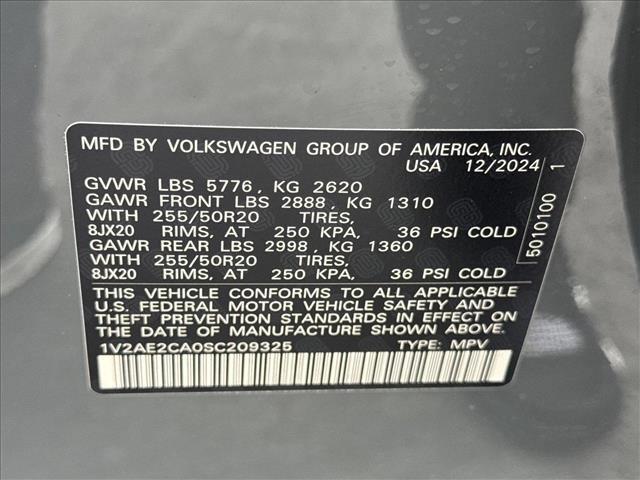 MFD BY VOLKSWAGEN GROUP OF AMERICA, INC.
USA 12/2024
GVWR LBS 5776, KG 2620
GAWR FRONT LBS 2888, KG 1310
WITH 255/50R20 TIRES,
8JX20 RIMS, AT 250 KPA, 36 PSI COLD
GAWR REAR LBS 2998, KG 1360
WITH 255/50R20 TIRES,
8JX20 RIMS, AT 250 KPA, 36 PSI COLD
THIS VEHICLE CONFORMS TO ALL APPLICABLE
U.S. FEDERAL MOTOR VEHICLE SAFETY AND
THEFT PREVENTION STANDARDS IN EFFECT ON
THE DATE OF MANUFACTURE SHOWN ABOVE.
1V2AE2CA0SC209325 TYPE: MPV
5010100 1